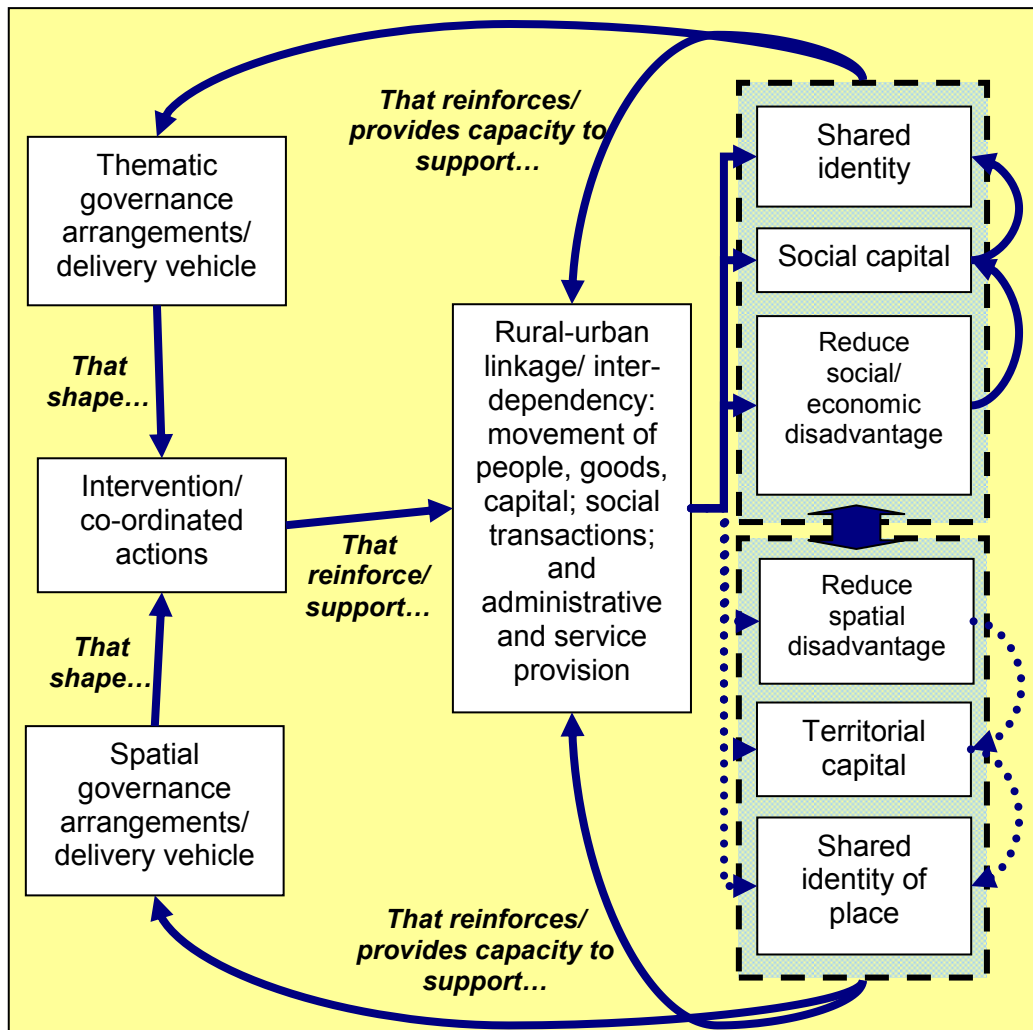 That reinforces/
provides capacity to
support…
Thematic
governance
arrangements/
delivery vehicle
That
shape…
Intervention/
co-ordinated
actions
That
reinforce/
support…
That
shape…
Spatial
governance
arrangements/
delivery vehicle
Rural-urban
linkage/ inter-
dependency:
movement of
people, goods,
capital; social
transactions;
and
administrative
and service
provision
Shared
identity
Social capital
Reduce
social/
economic
disadvantage
Reduce
spatial
disadvantage
Territorial
capital
Shared
identity of
place
That reinforces/
provides capacity to
support…